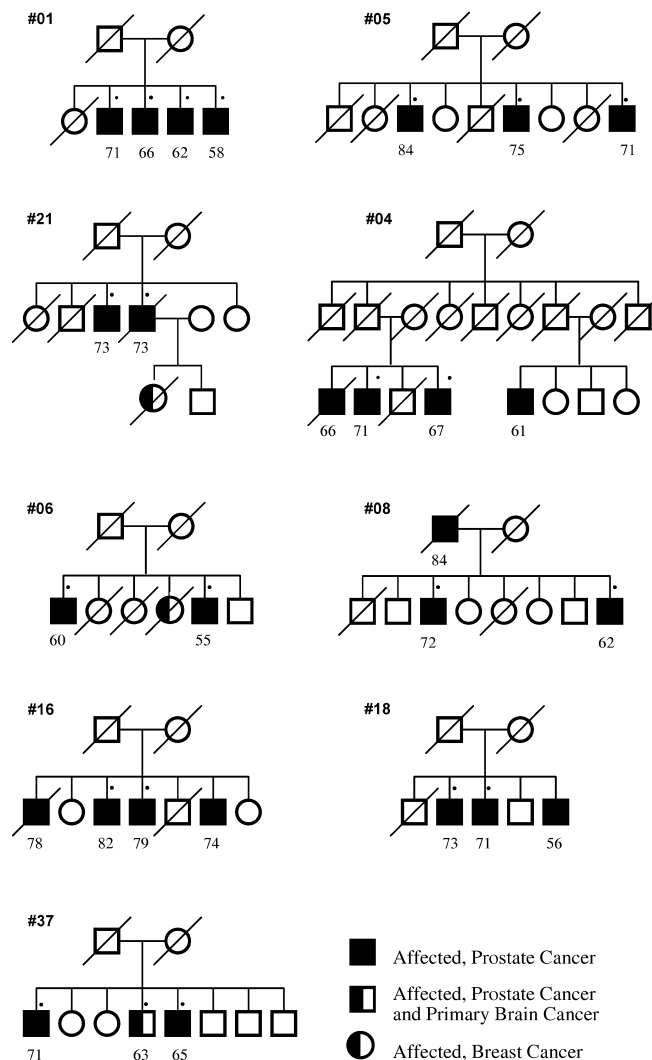 #01 #05
71 66 62 58
84 75 71
#21 #04
73 73
66 71 67 61
#06 #08
84
60 55
72 62
#16 #18
78 82 79 74
73 71 56
#37
71 63 65
Affected, Prostate Cancer
Affected, Prostate Cancer
and Primary Brain Cancer
Affected, Breast Cancer